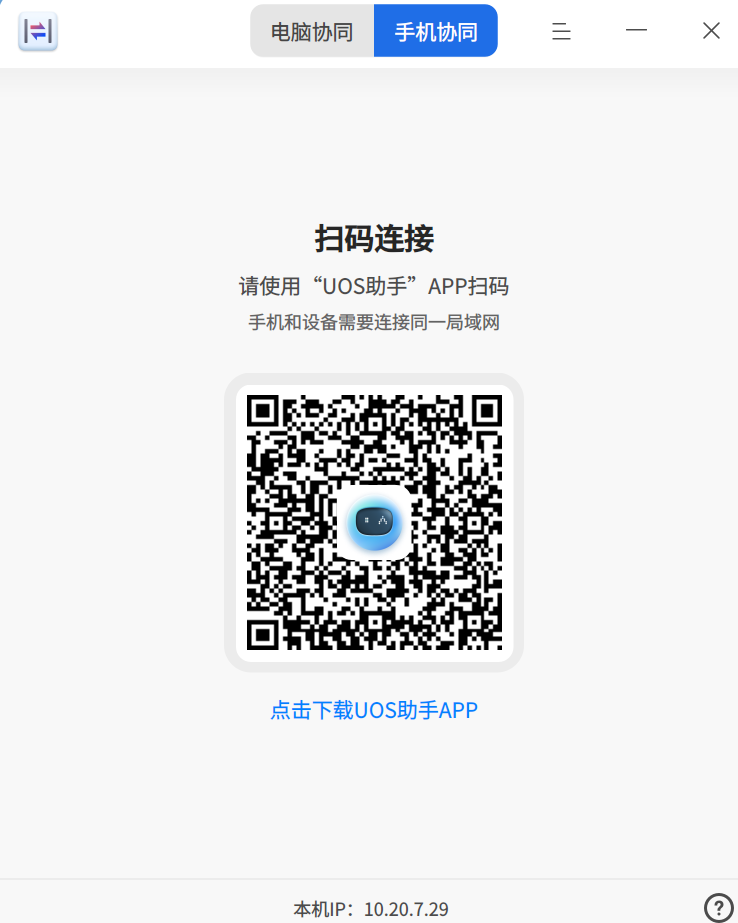 电脑协同 手机协同
扫码连接
请使用“UOS助手”APP扫码
手机和设备需要连接同一局域网
点击下载UOS助手APP
本机IP：10.20.7.29